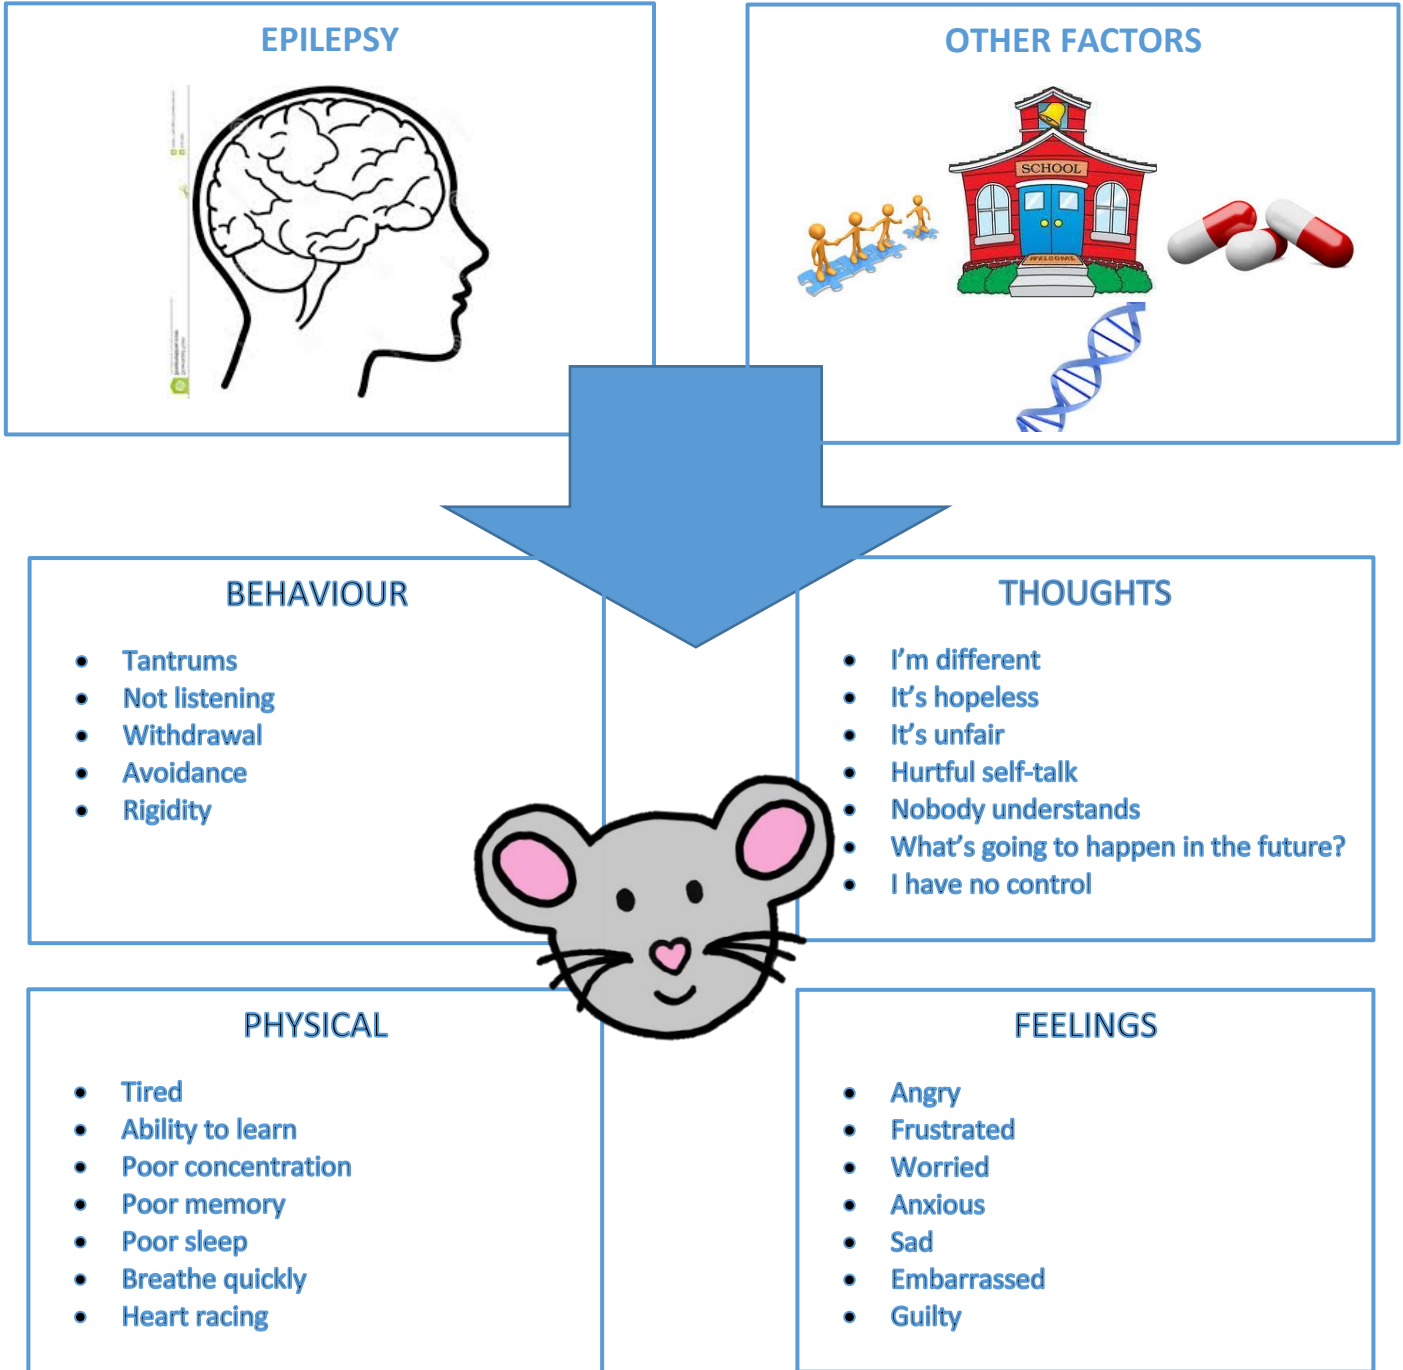 EPILEPSY
OTHER FACTORS
SCHOOL
WELCOME
BEHAVIOUR
• Tantrums
• Not listening
• Withdrawal
• Avoidance
• Rigidity
THOUGHTS
• I'm different
• It's hopeless
• It's unfair
• Hurtful self-talk
• Nobody understands
• What's going to happen in the future?
• I have no control
PHYSICAL
• Tired
• Ability to learn
• Poor concentration
• Poor memory
• Poor sleep
• Breathe quickly
• Heart racing
FEELINGS
• Angry
• Frustrated
• Worried
• Anxious
• Sad
• Embarrassed
• Guilty